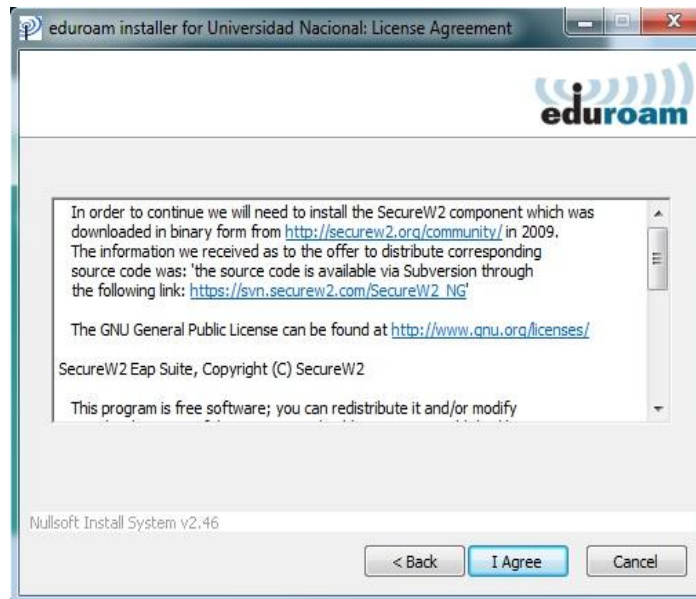 eduroam installer for Universidad Nacional: License Agreement
eduroam
In order to continue we will need to install the SecureW2 component which was
downloaded in binary form from http://securew2.org/community/ in 2009.
The information we received as to the offer to distribute corresponding
source code was: 'the source code is available via Subversion through
the following link: https://svn.securew2.com/SecureW2_NG'
The GNU General Public License can be found at http://www.gnu.org/licenses/
SecureW2 Eap Suite, Copyright (C) SecureW2
This program is free software; you can redistribute it and/or modify
Nullsoft Install System v2.46
< Back I Agree Cancel